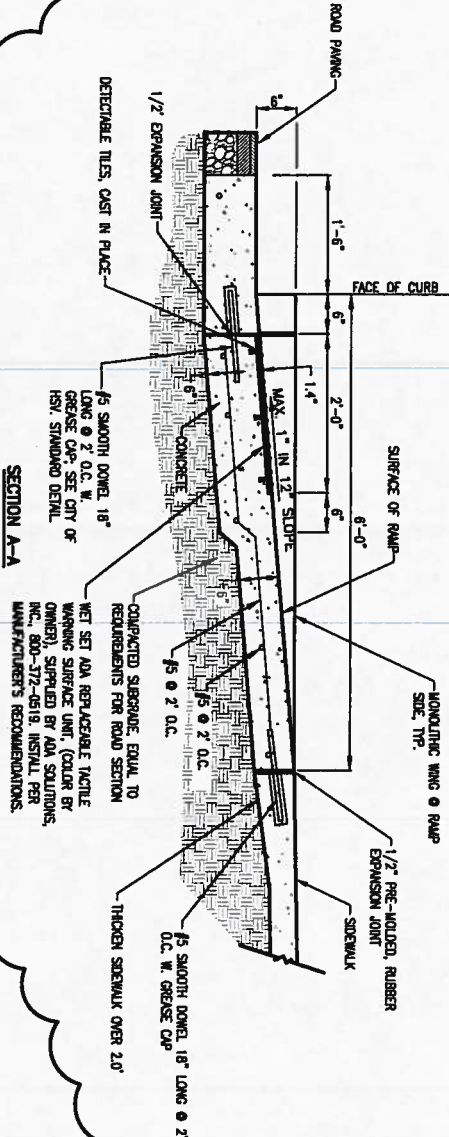 ROAD PAVING
6"
1'-6"
FACE OF CURB
6"
2'-0"
6"
6'-0"
SURFACE OF RAMP
MONOLITHIC WING @ RAMP
SIDE, TYP.
1/2" PRE-MOLDED, RUBBER
EXPANSION JOINT
SIDEWALK
1.4"
MAX. 1" IN 12" SLOPE
1/2" EXPANSION JOINT
DETECTABLE TILES, CAST IN PLACE
6"
CONCRETE
6"
#5 @ 2' O.C.
#5 @ 2' O.C.
#5 SMOOTH DOWEL 18"
LONG @ 2' O.C. W.
GREASE CAP; SEE CITY OF
HSV. STANDARD DETAIL
COMPACTED SUBGRADE, EQUAL TO
REQUIREMENTS FOR ROAD SECTION
WET SET ADA REPLACEABLE TACTILE
WARNING SURFACE UNIT, (COLOR BY
OWNER), SUPPLIED BY ADA SOLUTIONS,
INC., 800-372-0519. INSTALL PER
MANUFACTURER'S RECOMMENDATIONS.
#5 SMOOTH DOWEL 18" LONG @ 2'
O.C. W. GREASE CAP
THICKEN SIDEWALK OVER 2.0'
SECTION A-A